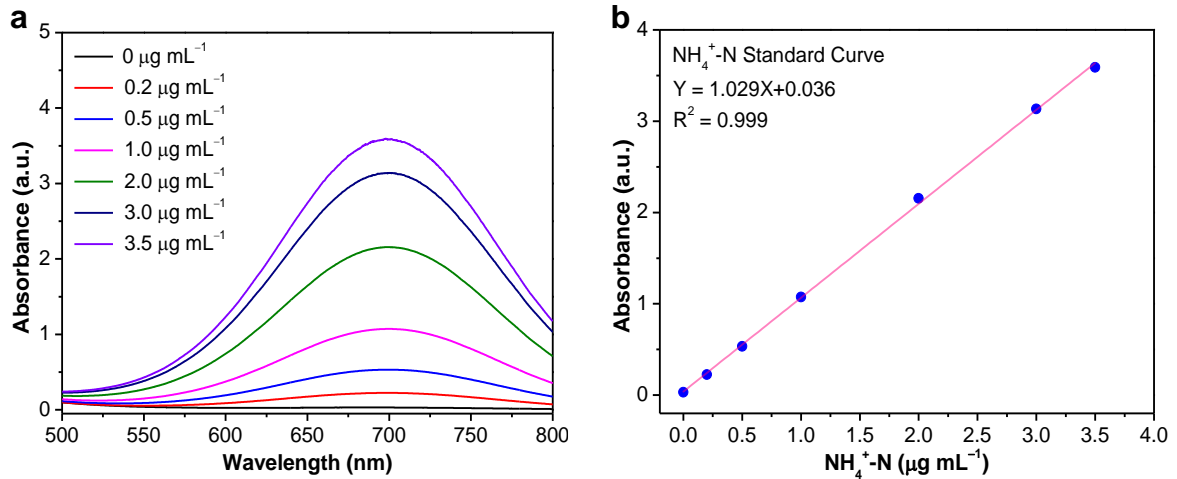 a
5
4
3
2
1
0
Absorbance (a.u.)
0 μg mL⁻¹
0.2 μg mL⁻¹
0.5 μg mL⁻¹
1.0 μg mL⁻¹
2.0 μg mL⁻¹
3.0 μg mL⁻¹
3.5 μg mL⁻¹
500 550 600 650 700 750 800
Wavelength (nm)
b
4
3
2
1
0
Absorbance (a.u.)
NH₄⁺-N Standard Curve
Y = 1.029X+0.036
R² = 0.999
0.0 0.5 1.0 1.5 2.0 2.5 3.0 3.5 4.0
NH₄⁺-N (μg mL⁻¹)